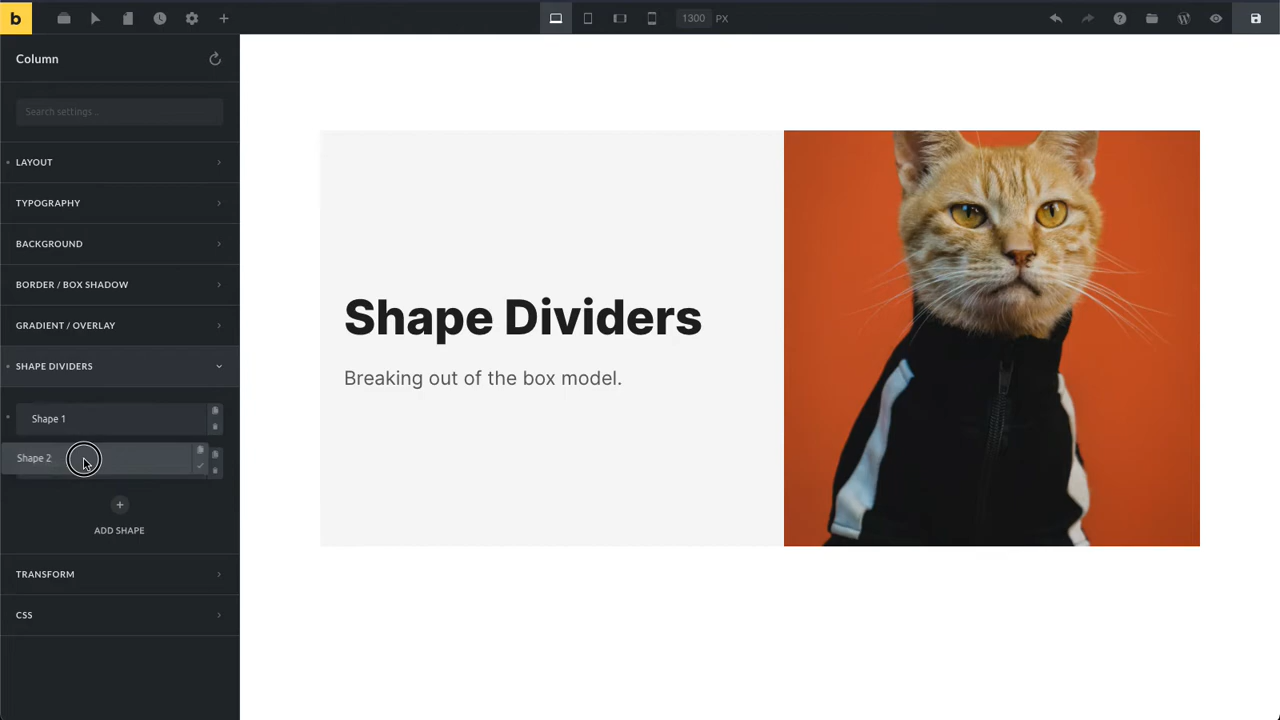 b
1300 PX
Column
Search settings...
LAYOUT
TYPOGRAPHY
BACKGROUND
BORDER / BOX SHADOW
GRADIENT / OVERLAY
SHAPE DIVIDERS
Shape 1
Shape 2
ADD SHAPE
TRANSFORM
CSS
Shape Dividers
Breaking out of the box model.